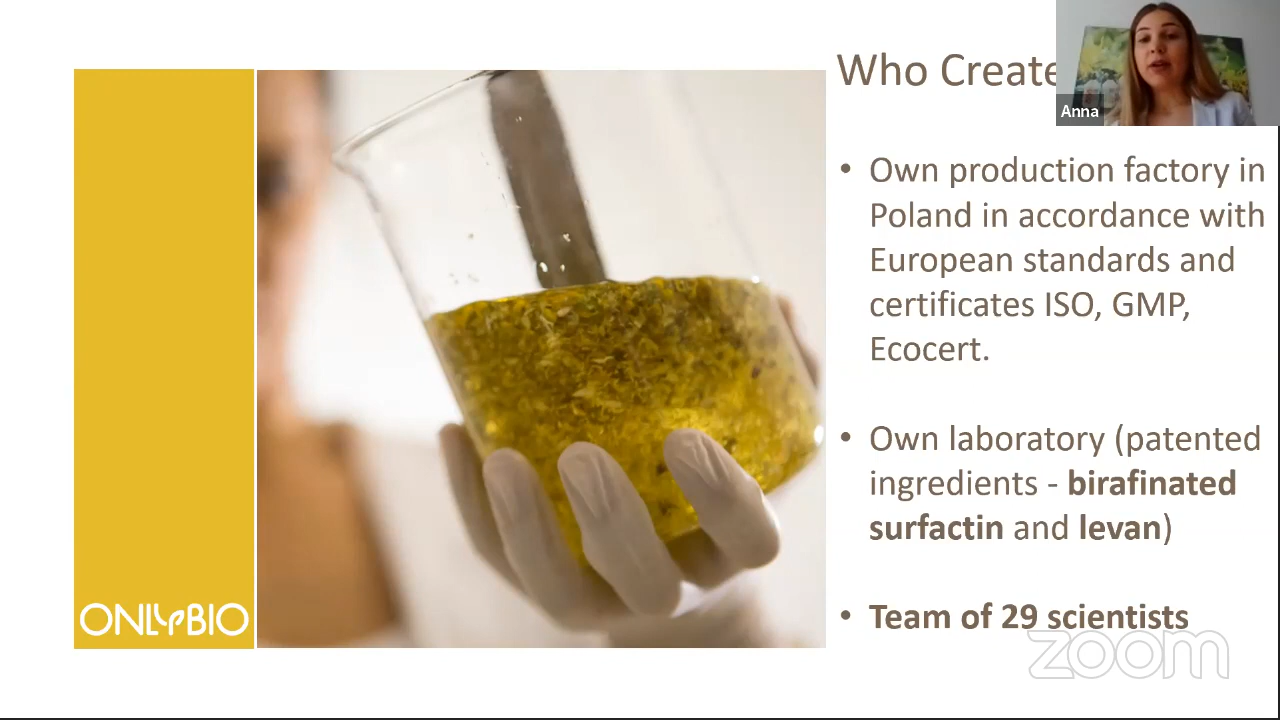 Who Create
Anna
• Own production factory in
Poland in accordance with
European standards and
certificates ISO, GMP,
Ecocert.
• Own laboratory (patented
ingredients - birafinated
surfactin and levan)
• Team of 29 scientists
ONLYBIO
zoom